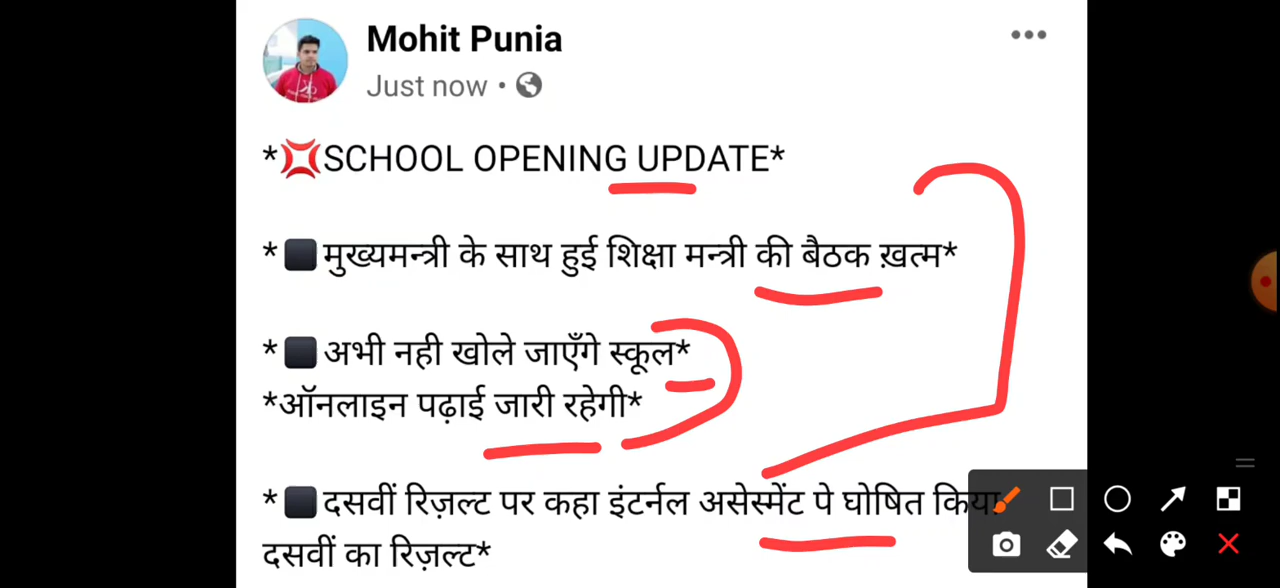 Mohit Punia
Just now •
*💢SCHOOL OPENING UPDATE*
*⬛मुख्यमन्त्री के साथ हुई शिक्षा मन्त्री की बैठक ख़त्म*
*⬛अभी नही खोले जाएँगे स्कूल*
*ऑनलाइन पढ़ाई जारी रहेगी*
*⬛दसवीं रिज़ल्ट पर कहा इंटर्नल असेस्मेंट पे घोषित किया
दसवीं का रिज़ल्ट*